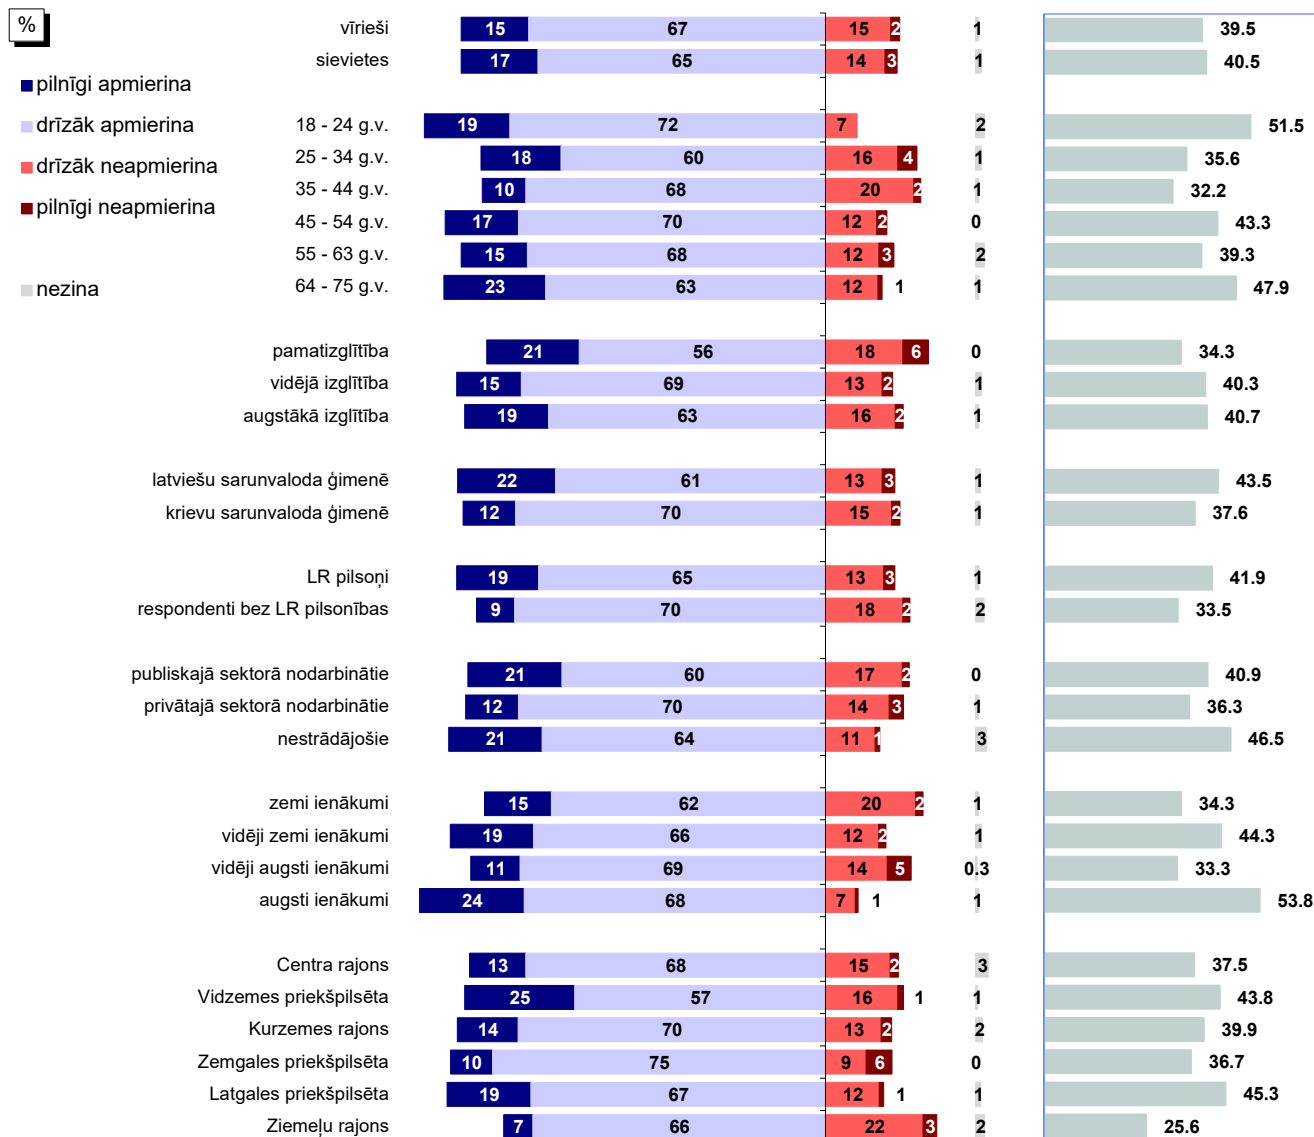 %
pilnīgi apmierina
drīzāk apmierina
drīzāk neapmierina
pilnīgi neapmierina
nezina
vīrieši 15 67 15 2 1 39.5
sievietes 17 65 14 3 1 40.5
18 - 24 g.v. 19 72 7 2 51.5
25 - 34 g.v. 18 60 16 4 1 35.6
35 - 44 g.v. 10 68 20 2 1 32.2
45 - 54 g.v. 17 70 12 2 0 43.3
55 - 63 g.v. 15 68 12 3 2 39.3
64 - 75 g.v. 23 63 12 1 1 47.9
pamatizglītība 21 56 18 6 0 34.3
vidējā izglītība 15 69 13 2 1 40.3
augstākā izglītība 19 63 16 2 1 40.7
latviešu sarunvaloda ģimenē 22 61 13 3 1 43.5
krievu sarunvaloda ģimenē 12 70 15 2 1 37.6
LR pilsoņi 19 65 13 3 1 41.9
respondenti bez LR pilsonības 9 70 18 2 2 33.5
publiskajā sektorā nodarbinātie 21 60 17 2 0 40.9
privātajā sektorā nodarbinātie 12 70 14 3 1 36.3
nestrādājošie 21 64 11 1 3 46.5
zemi ienākumi 15 62 20 2 1 34.3
vidēji zemi ienākumi 19 66 12 2 1 44.3
vidēji augsti ienākumi 11 69 14 5 0.3 33.3
augsti ienākumi 24 68 7 1 1 53.8
Centra rajons 13 68 15 2 3 37.5
Vidzemes priekšpilsēta 25 57 16 1 1 43.8
Kurzemes rajons 14 70 13 2 2 39.9
Zemgales priekšpilsēta 10 75 9 6 0 36.7
Latgales priekšpilsēta 19 67 12 1 1 45.3
Ziemeļu rajons 7 66 22 3 2 25.6